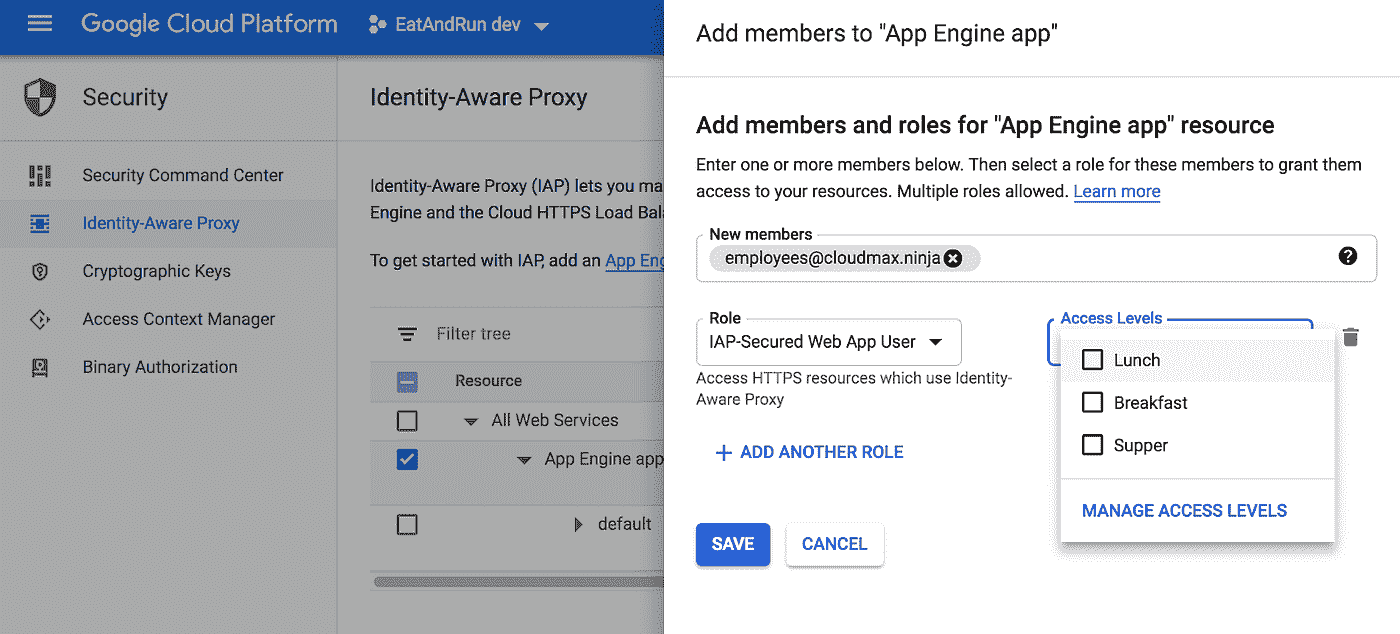 Google Cloud Platform
EatAndRun dev
Security
Security Command Center
Identity-Aware Proxy
Cryptographic Keys
Access Context Manager
Binary Authorization
Identity-Aware Proxy
Identity-Aware Proxy (IAP) lets you ma
Engine and the Cloud HTTPS Load Bal
To get started with IAP, add an App Eng
Filter tree
Resource
All Web Services
App Engine app
default
Add members to "App Engine app"
Add members and roles for "App Engine app" resource
Enter one or more members below. Then select a role for these members to grant them
access to your resources. Multiple roles allowed. Learn more
New members
employees@cloudmax.ninja
Role
IAP-Secured Web App User
Access HTTPS resources which use Identity-
Aware Proxy
Access Levels
Lunch
Breakfast
Supper
MANAGE ACCESS LEVELS
ADD ANOTHER ROLE
SAVE
CANCEL